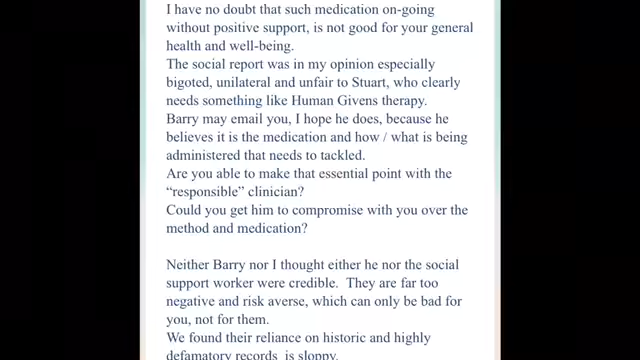 I have no doubt that such medication on-going
without positive support, is not good for your general
health and well-being.
The social report was in my opinion especially
bigoted, unilateral and unfair to Stuart, who clearly
needs something like Human Givens therapy.
Barry may email you, I hope he does, because he
believes it is the medication and how / what is being
administered that needs to tackled.
Are you able to make that essential point with the
“responsible” clinician?
Could you get him to compromise with you over the
method and medication?
Neither Barry nor I thought either he nor the social
support worker were credible.  They are far too
negative and risk averse, which can only be bad for
you, not for them.
We found their reliance on historic and highly
defamatory records  is sloppy.